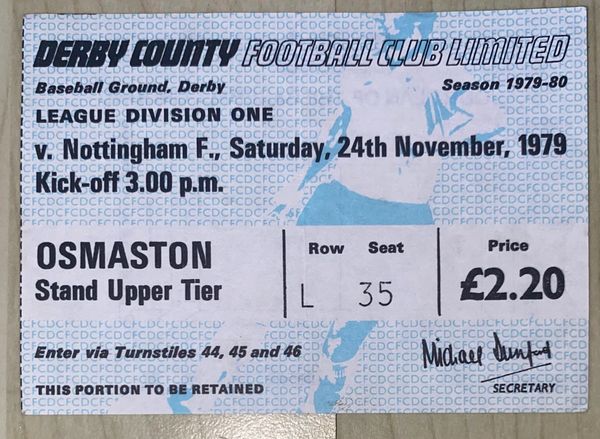 DERBY COUNTY FOOTBALL CLUB LIMITED
Baseball Ground, Derby Season 1979-80
LEAGUE DIVISION ONE
v. Nottingham F., Saturday, 24th November, 1979
Kick-off 3.00 p.m.
OSMASTON Row Seat Price
Stand Upper Tier L 35 £2.20
Enter via Turnstiles 44, 45 and 46
Michael Dunford
THIS PORTION TO BE RETAINED SECRETARY